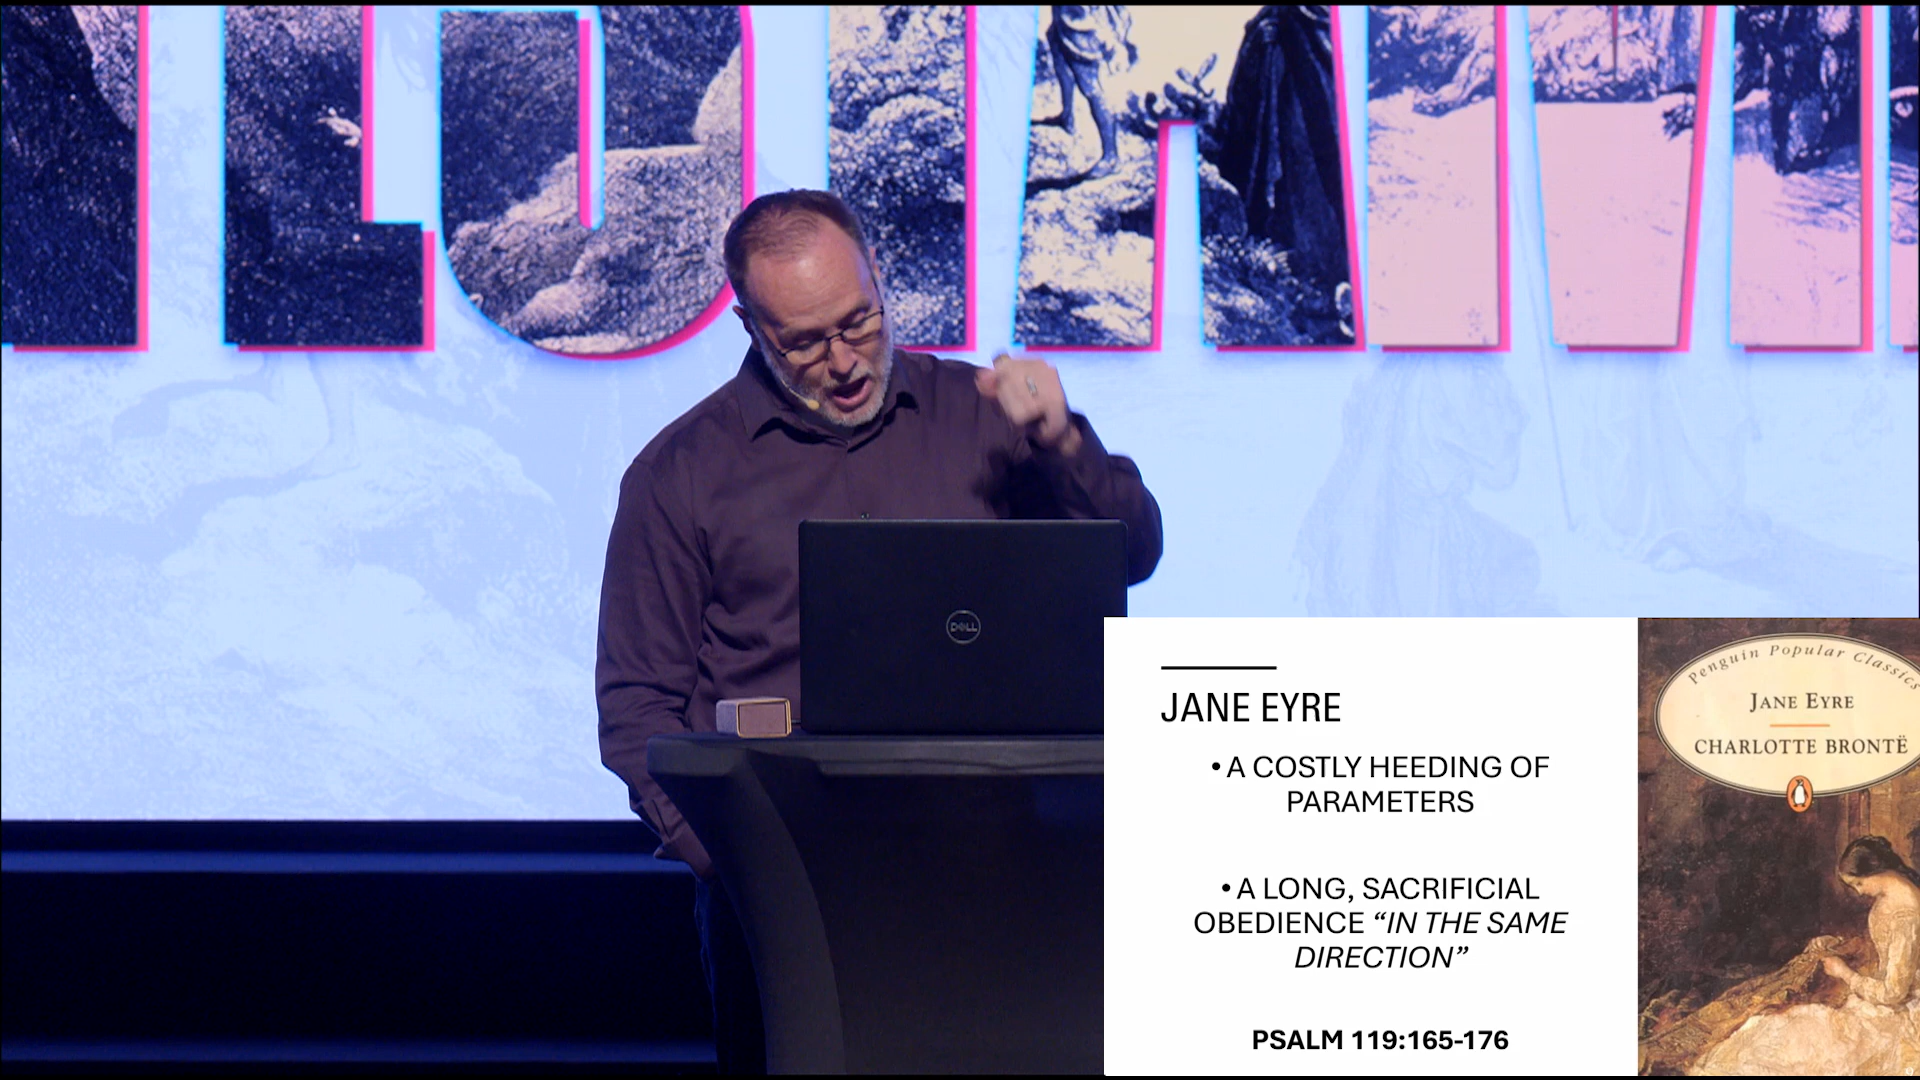 DELL
JANE EYRE
• A COSTLY HEEDING OF
PARAMETERS
• A LONG, SACRIFICIAL
OBEDIENCE “IN THE SAME
DIRECTION”
PSALM 119:165-176
Penguin Popular Classics
JANE EYRE
CHARLOTTE BRONTË